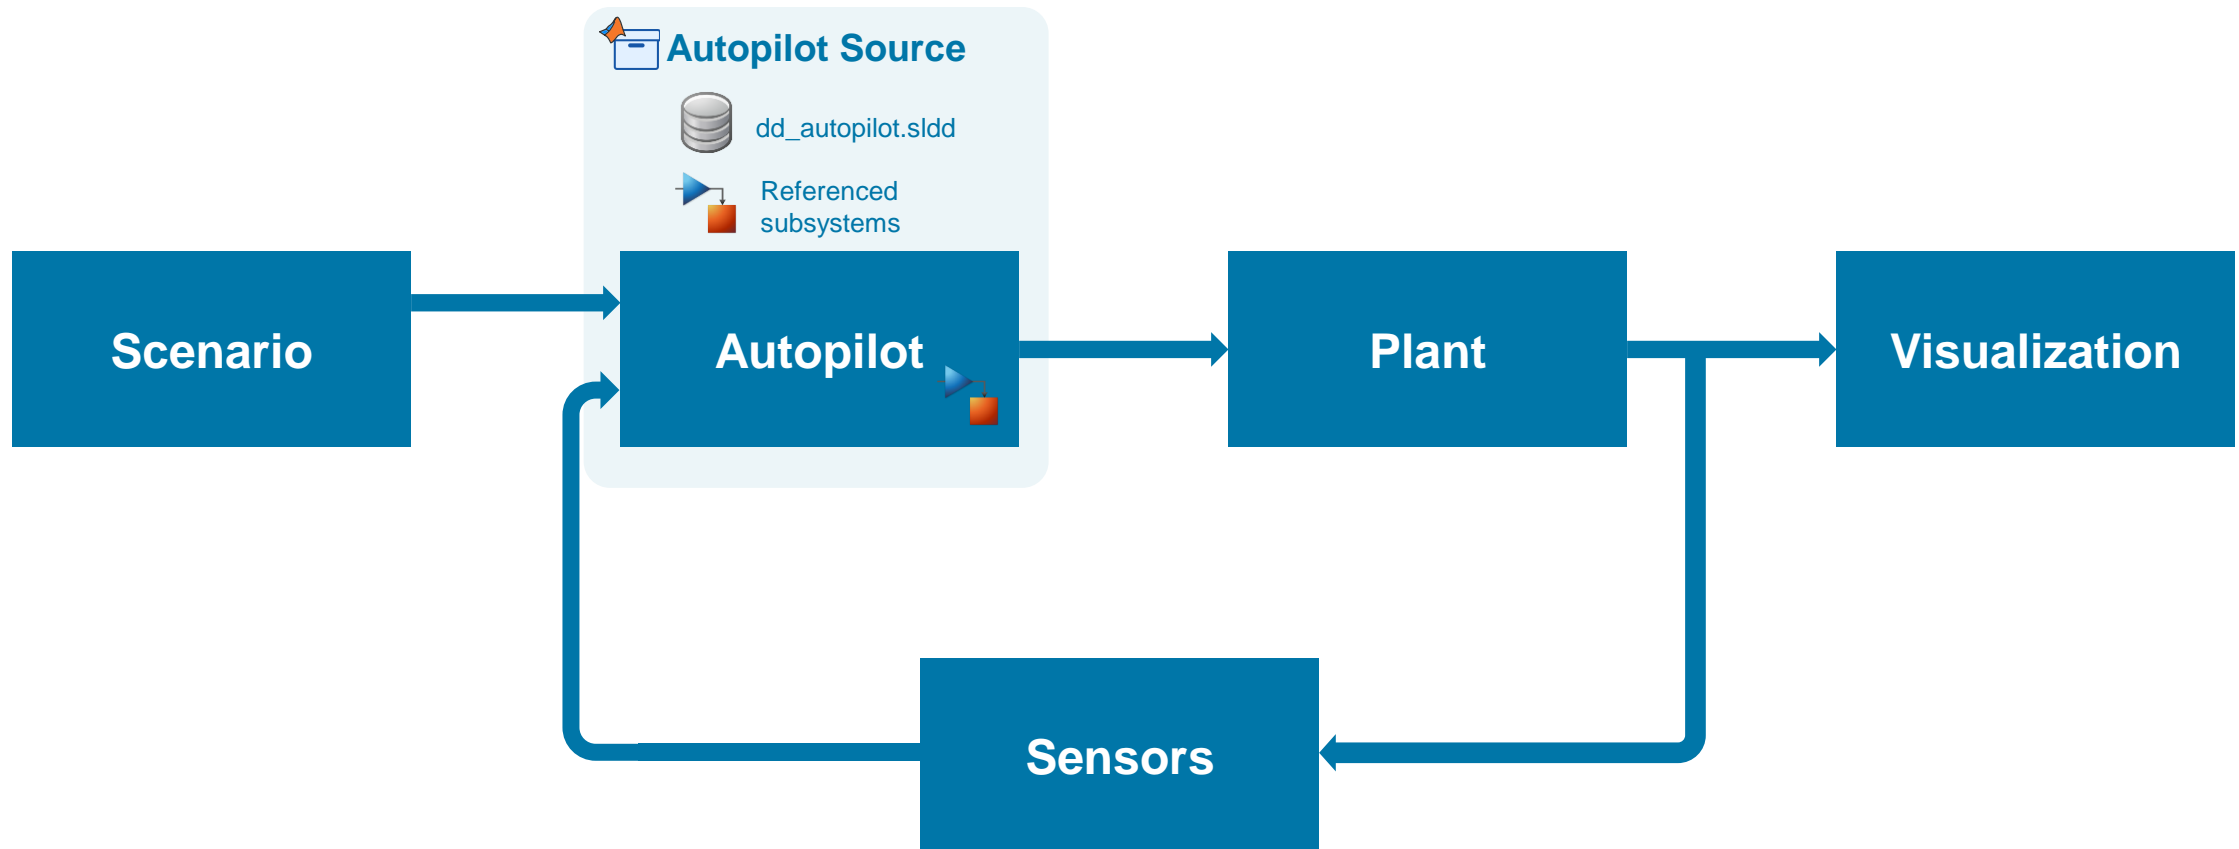 Autopilot Source
dd_autopilot.sldd
Referenced
subsystems
Scenario
Autopilot
Plant
Visualization
Sensors